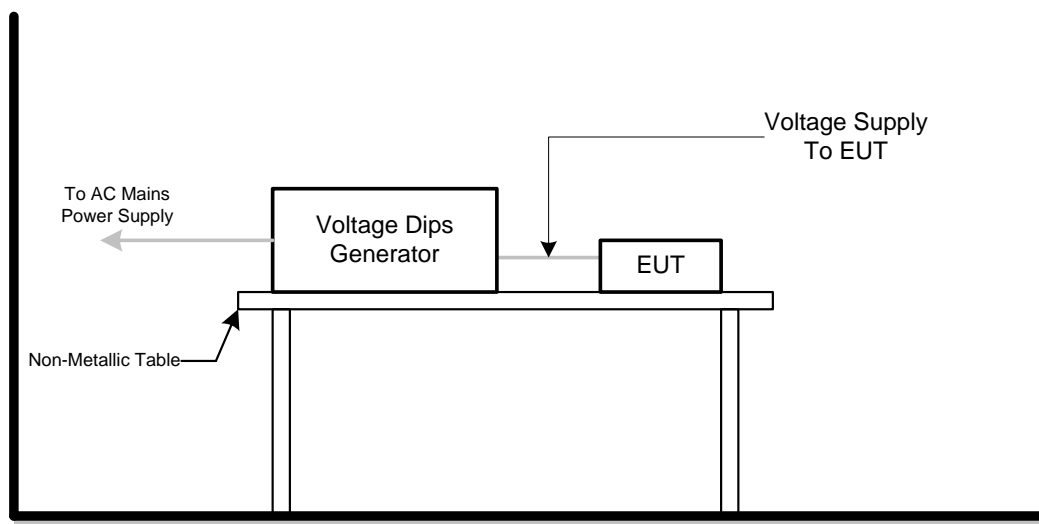 Voltage Supply
To EUT
To AC Mains
Power Supply
Voltage Dips
Generator
EUT
Non-Metallic Table